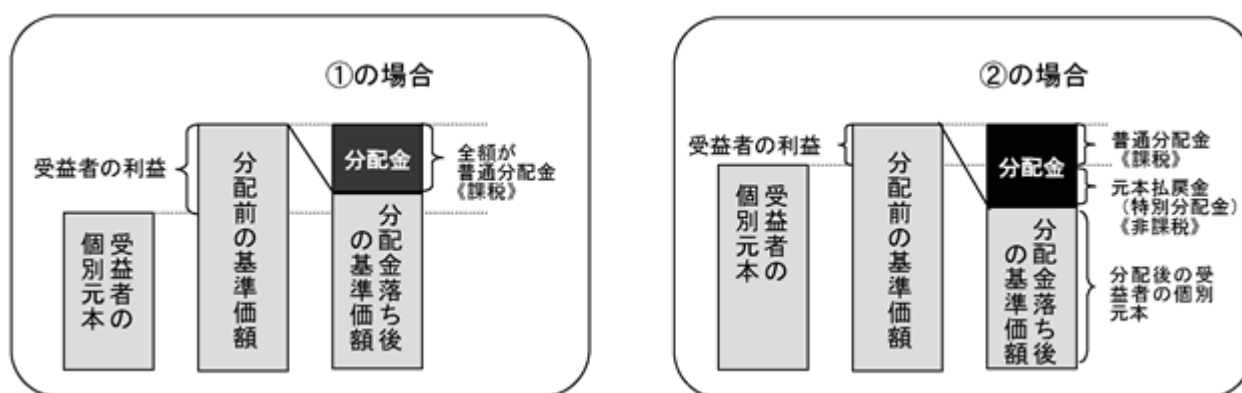 ①の場合
受益者の利益
受益者の
個別元本
分配前の基準価額
分配金
全額が
普通分配金
《課税》
分配金落ち後
の基準価額
②の場合
受益者の利益
受益者の
個別元本
分配前の基準価額
分配金
普通分配金
《課税》
元本払戻金
(特別分配金)
《非課税》
分配金落ち後
の基準価額
分配後の受
益者の個別
元本